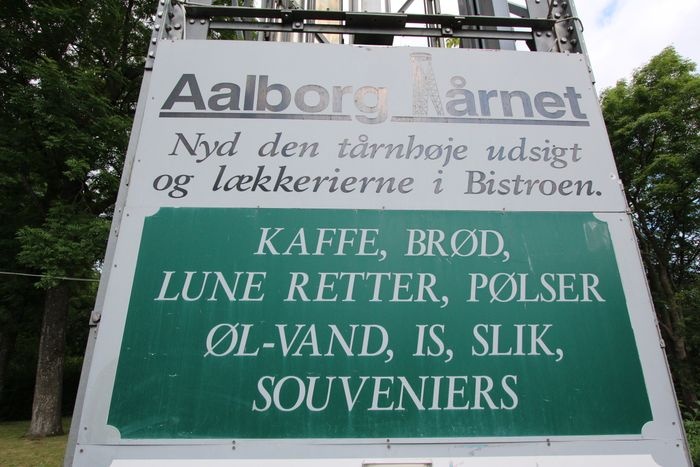 Aalborg Tårnet
Nyd den tårnhøje udsigt
og lækkerierne i Bistroen.
KAFFE, BRØD,
LUNE RETTER, PØLSER
ØL-VAND, IS, SLIK,
SOUVENIERS